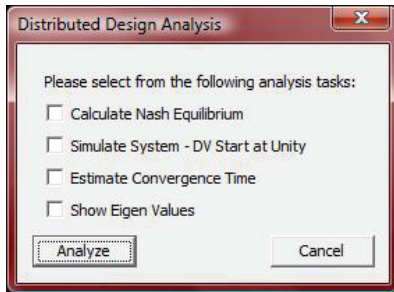 Distributed Design Analysis
Please select from the following analysis tasks:
Calculate Nash Equilibrium
Simulate System - DV Start at Unity
Estimate Convergence Time
Show Eigen Values
Analyze
Cancel